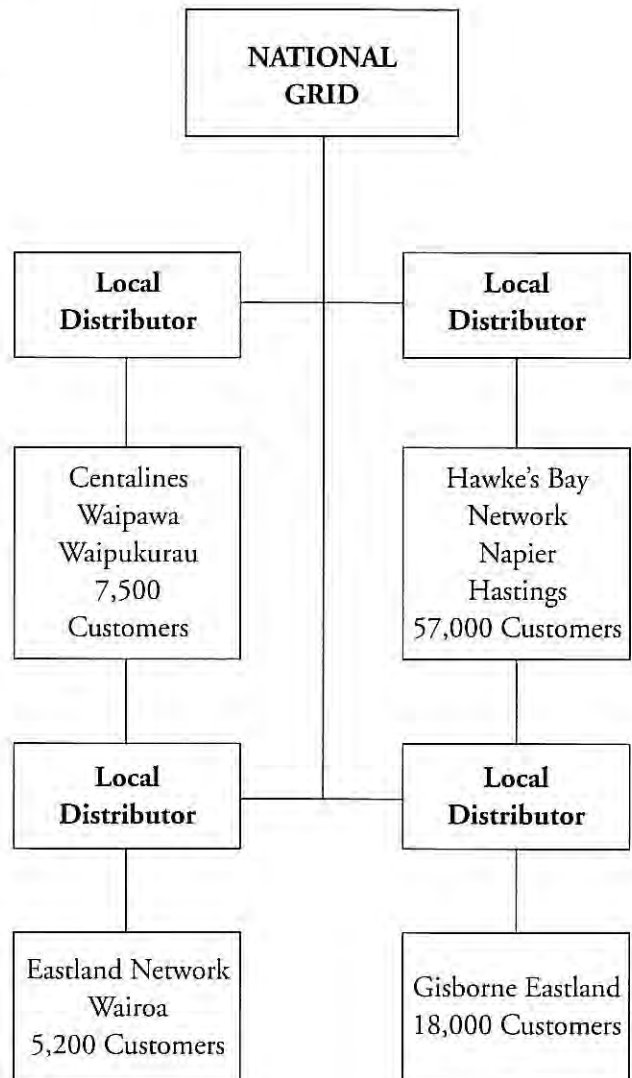 NATIONAL
GRID
Local
Distributor
Local
Distributor
Centalines
Waipawa
Waipukurau
7,500
Customers
Hawke's Bay
Network
Napier
Hastings
57,000 Customers
Local
Distributor
Local
Distributor
Eastland Network
Wairoa
5,200 Customers
Gisborne Eastland
18,000 Customers